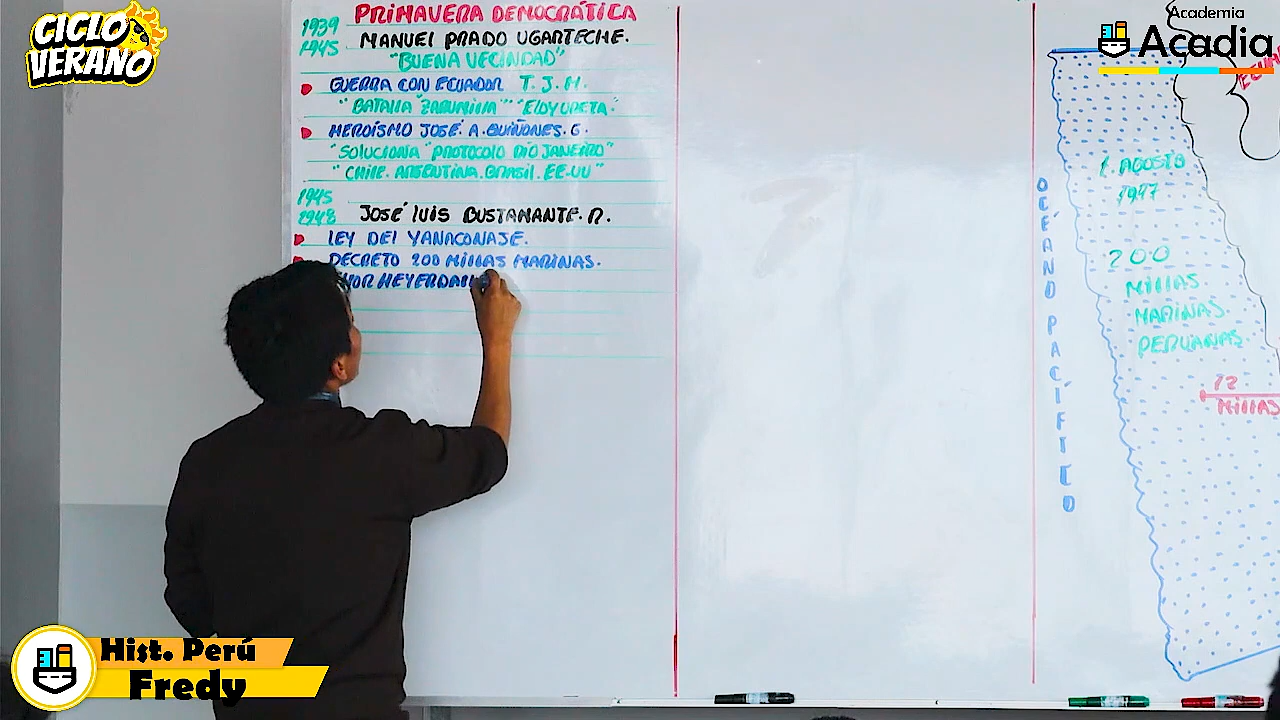 CICLO
VERANO
PRIMAVERA DEMOCRÁTICA
1939
1945
MANUEL PRADO UGARTECHE.
"BUENA VECINDAD"
GUERRA CON ECUADOR T.J.M.
"BATALLA "ZARUMILLA" "ELOY URETA."
HEROÍSMO JOSÉ A. QUIÑONES. G.
"SOLUCIONA "PROTOCOLO RIO JANEIRO"
"CHILE. ARGENTINA. BRASIL. EE.UU"
1945
1948
JOSÉ LUIS BUSTAMANTE. R.
LEY DEL YANACONAJE.
DECRETO 200 MILLAS MARINAS.
HEYERDAHL
Academia
Acadia
OCÉANO PACÍFICO
1. AGOSTO
1947
200
MILLAS
MARINAS
PERUANAS.
12
MILLAS
Hist. Perú
Fredy